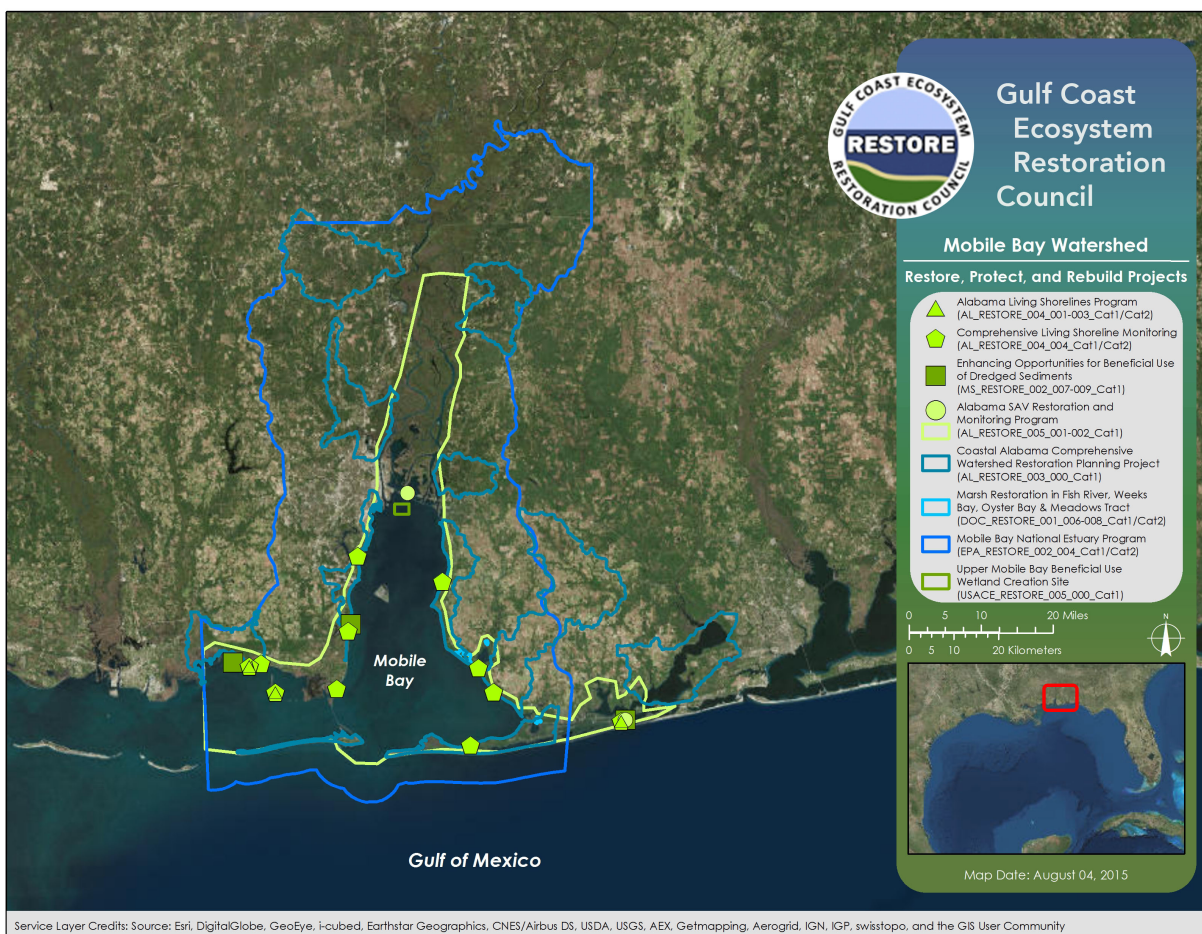 GULF COAST ECOSYSTEM
RESTORE
RESTORATION COUNCIL
Gulf Coast
Ecosystem
Restoration
Council
Mobile Bay Watershed
Restore, Protect, and Rebuild Projects
Alabama Living Shorelines Program
(AL_RESTORE_004_001-003_Cat1/Cat2)
Comprehensive Living Shoreline Monitoring
(AL_RESTORE_004_004_Cat1/Cat2)
Enhancing Opportunities for Beneficial Use
of Dredged Sediments
(MS_RESTORE_002_007-009_Cat1)
Alabama SAV Restoration and
Monitoring Program
(AL_RESTORE_005_001-002_Cat1)
Coastal Alabama Comprehensive
Watershed Restoration Planning Project
(AL_RESTORE_003_000_Cat1)
Marsh Restoration in Fish River, Weeks
Bay, Oyster Bay & Meadows Tract
(DOC_RESTORE_001_006-008_Cat1/Cat2)
Mobile Bay National Estuary Program
(EPA_RESTORE_002_004_Cat1/Cat2)
Upper Mobile Bay Beneficial Use
Wetland Creation Site
(USACE_RESTORE_005_000_Cat1)
0 5 10 20 Miles
0 5 10 20 Kilometers
N
Mobile
Bay
Gulf of Mexico
Map Date: August 04, 2015
Service Layer Credits: Source: Esri, DigitalGlobe, GeoEye, i-cubed, Earthstar Geographics, CNES/Airbus DS, USDA, USGS, AEX, Getmapping, Aerogrid, IGN, IGP, swisstopo, and the GIS User Community